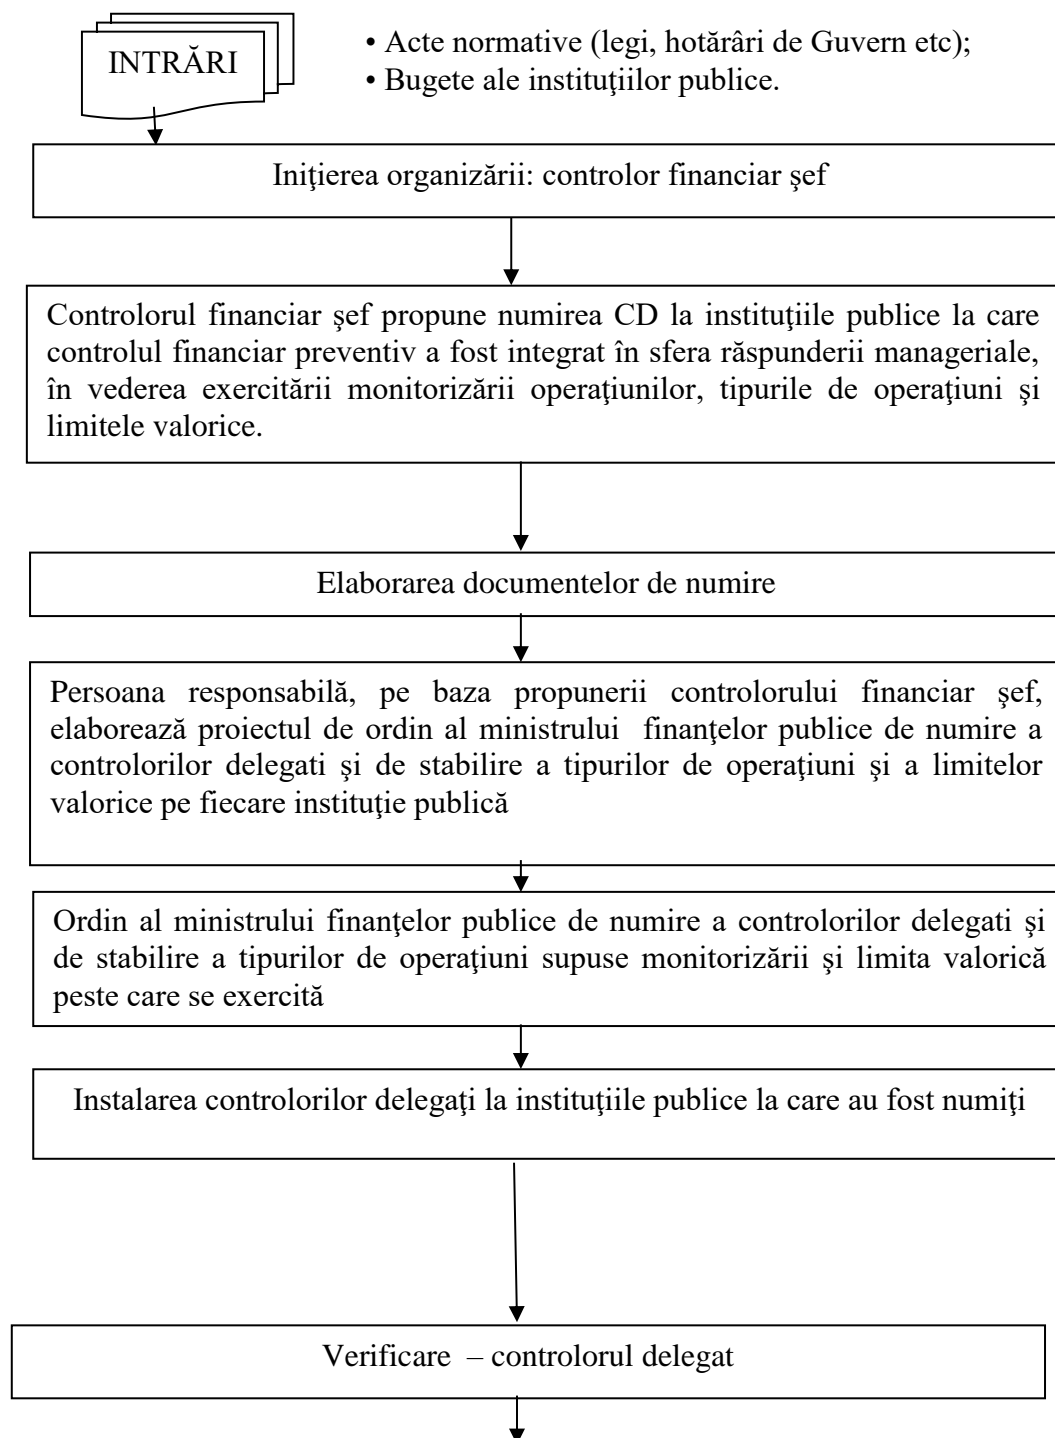 INTRĂRI
• Acte normative (legi, hotărâri de Guvern etc);
• Bugete ale instituţiilor publice.
Iniţierea organizării: controlor financiar şef
Controlorul financiar şef propune numirea CD la instituţiile publice la care
controlul financiar preventiv a fost integrat în sfera răspunderii manageriale,
în vederea exercitării monitorizării operaţiunilor, tipurile de operaţiuni şi
limitele valorice.
Elaborarea documentelor de numire
Persoana responsabilă, pe baza propunerii controlorului financiar şef,
elaborează proiectul de ordin al ministrului finanţelor publice de numire a
controlorilor delegati şi de stabilire a tipurilor de operaţiuni şi a limitelor
valorice pe fiecare instituţie publică
Ordin al ministrului finanţelor publice de numire a controlorilor delegati şi
de stabilire a tipurilor de operaţiuni supuse monitorizării şi limita valorică
peste care se exercită
Instalarea controlorilor delegaţi la instituţiile publice la care au fost numiţi
Verificare – controlorul delegat